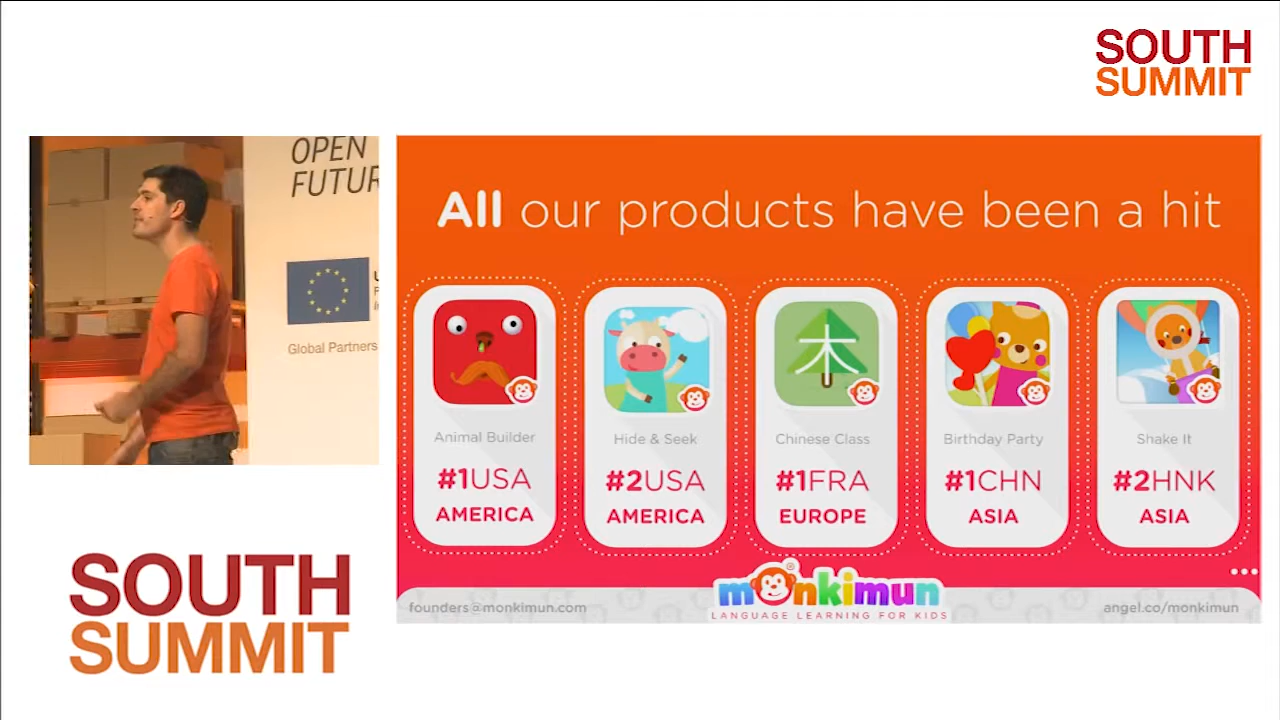 SOUTH
SUMMIT
OPEN
FUTUR
Global Partners
All our products have been a hit
Animal Builder
#1USA
AMERICA
Hide & Seek
#2USA
AMERICA
木
Chinese Class
#1FRA
EUROPE
Birthday Party
#1CHN
ASIA
Shake It
#2HNK
ASIA
founders@monkimun.com
monkimun
LANGUAGE LEARNING FOR KIDS
angel.co/monkimun
SOUTH
SUMMIT